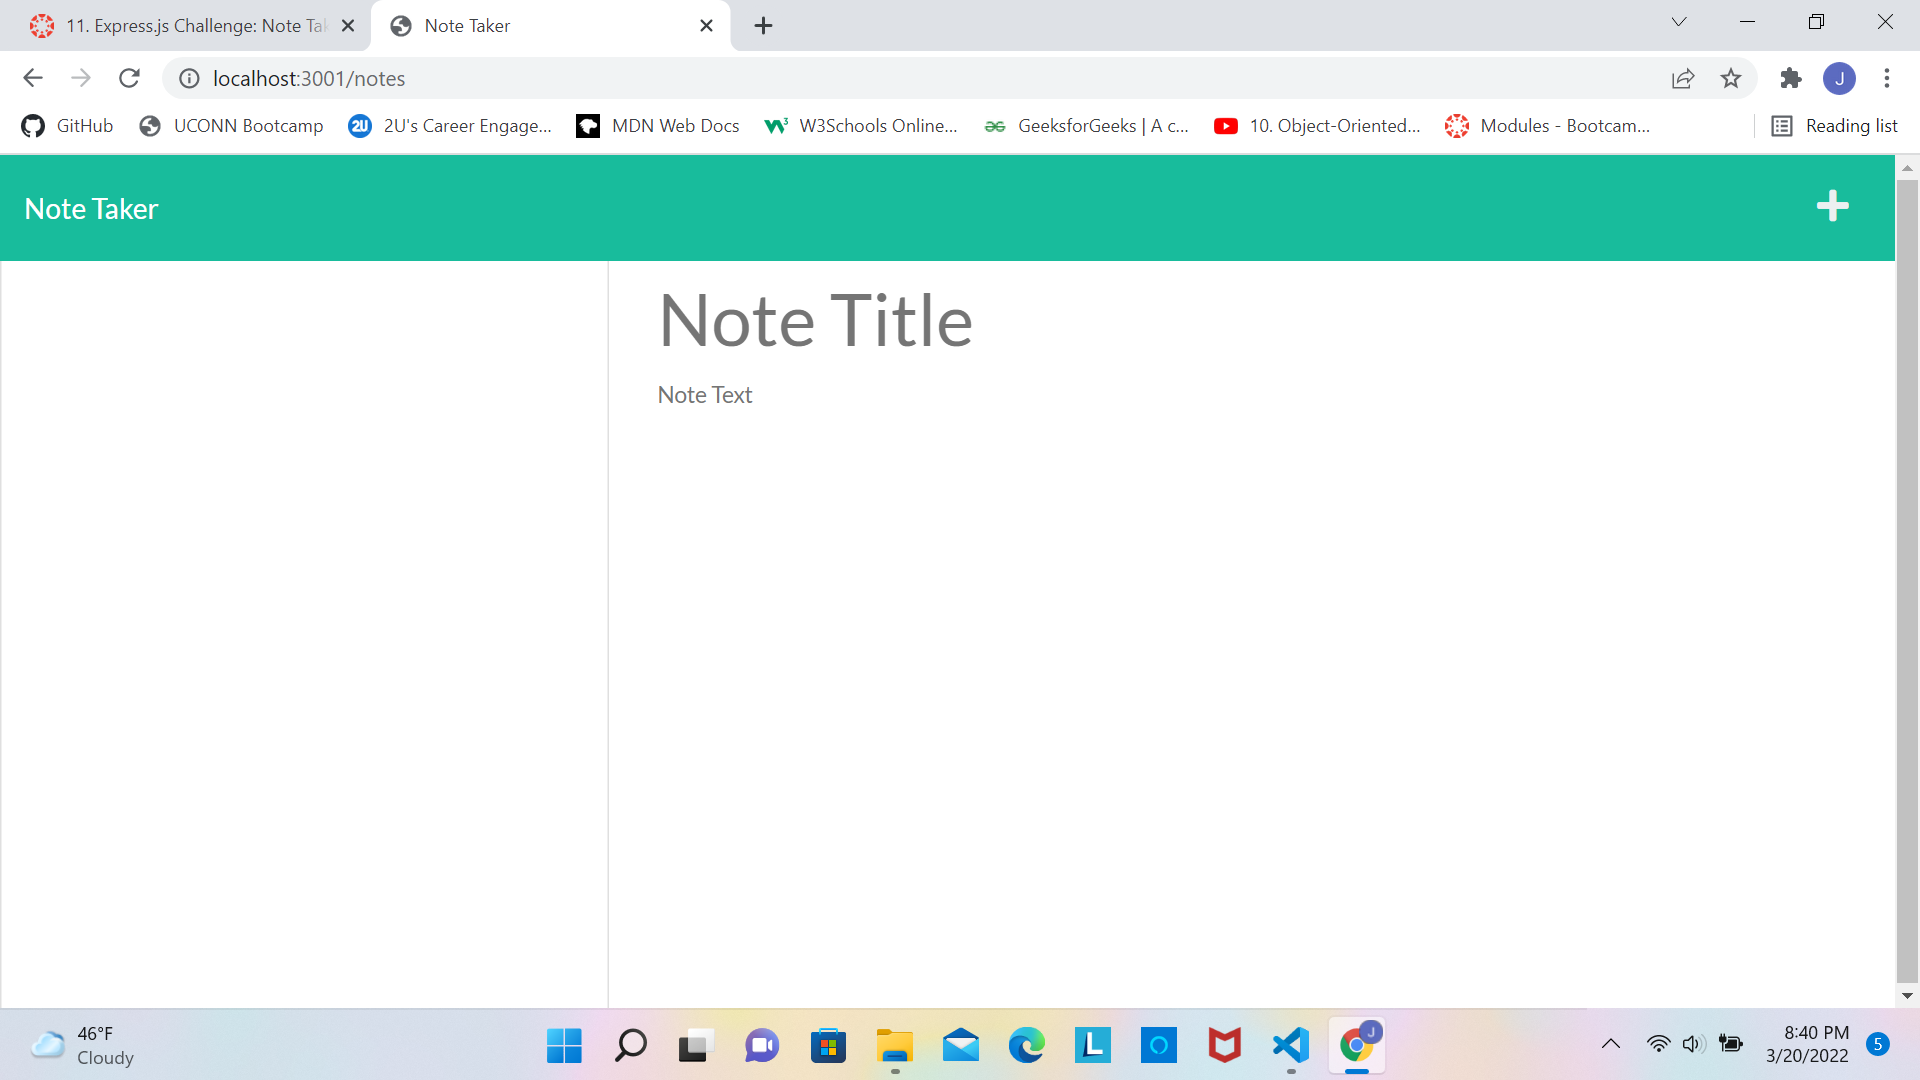 11. Express.js Challenge: Note Tak
Note Taker
localhost:3001/notes
J
GitHub
UCONN Bootcamp
2U
2U's Career Engage...
MDN Web Docs
W3Schools Online...
GeeksforGeeks | A c...
10. Object-Oriented...
Modules - Bootcam...
Reading list
Note Taker
Note Title
Note Text
46°F
Cloudy
L
J
8:40 PM
3/20/2022
5